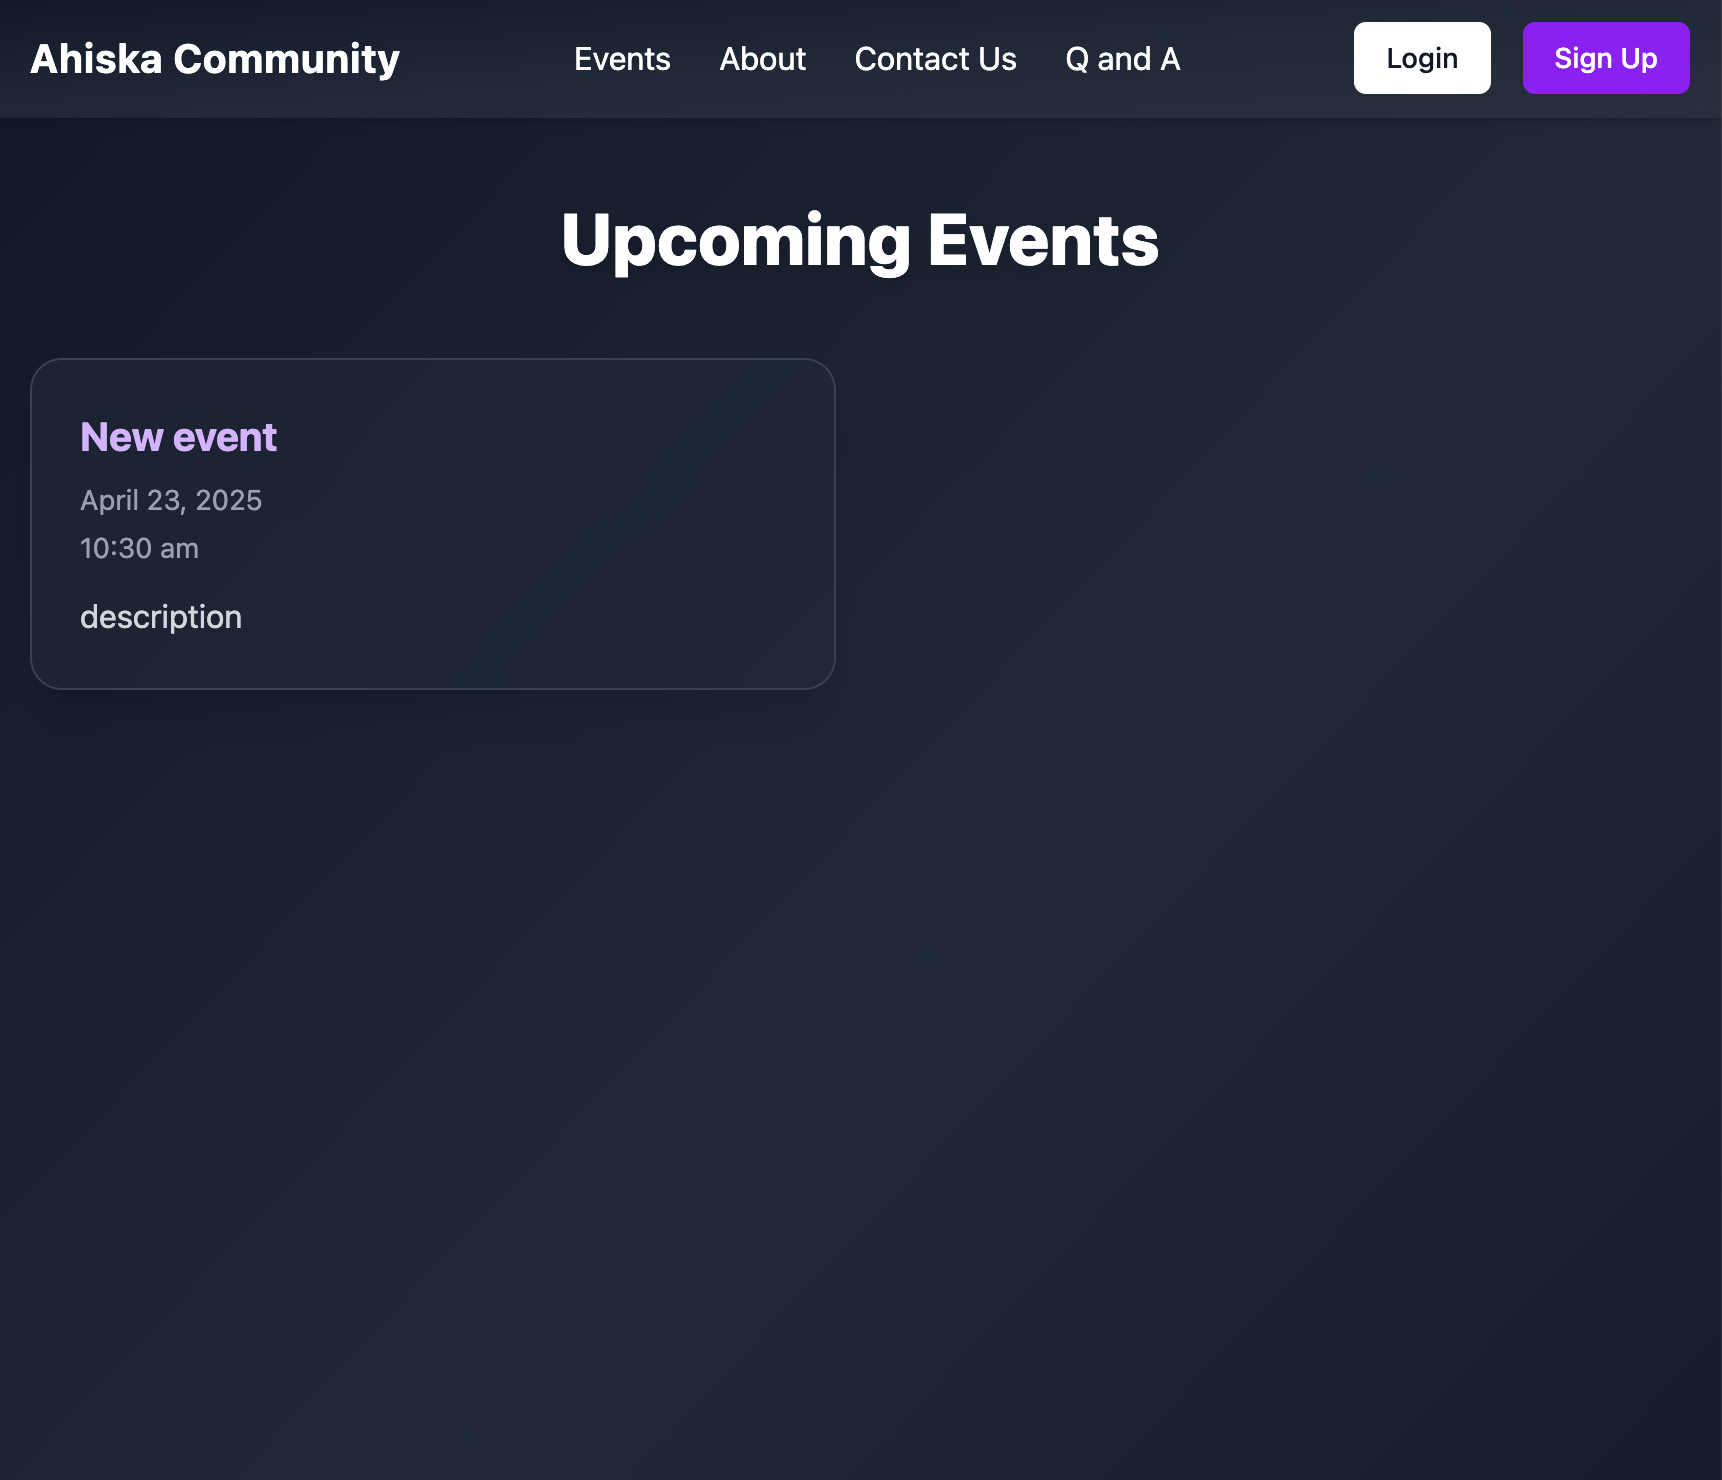 Ahiska Community
Events
About
Contact Us
Q and A
Login
Sign Up
Upcoming Events
New event
April 23, 2025
10:30 am
description